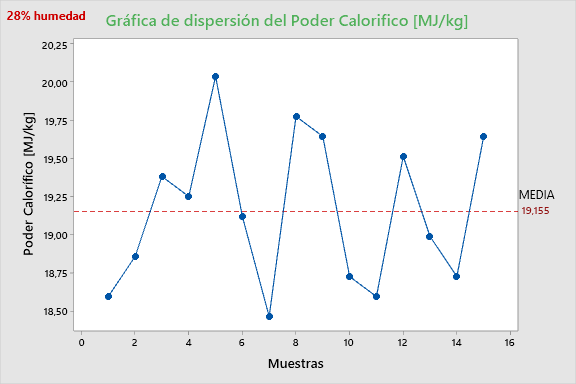 28% humedad
Gráfica de dispersión del Poder Calorifico [MJ/kg]
Poder Calorífico [MJ/kg]
20,25
20,00
19,75
19,50
19,25
19,00
18,75
18,50
MEDIA
19,155
0 2 4 6 8 10 12 14 16
Muestras